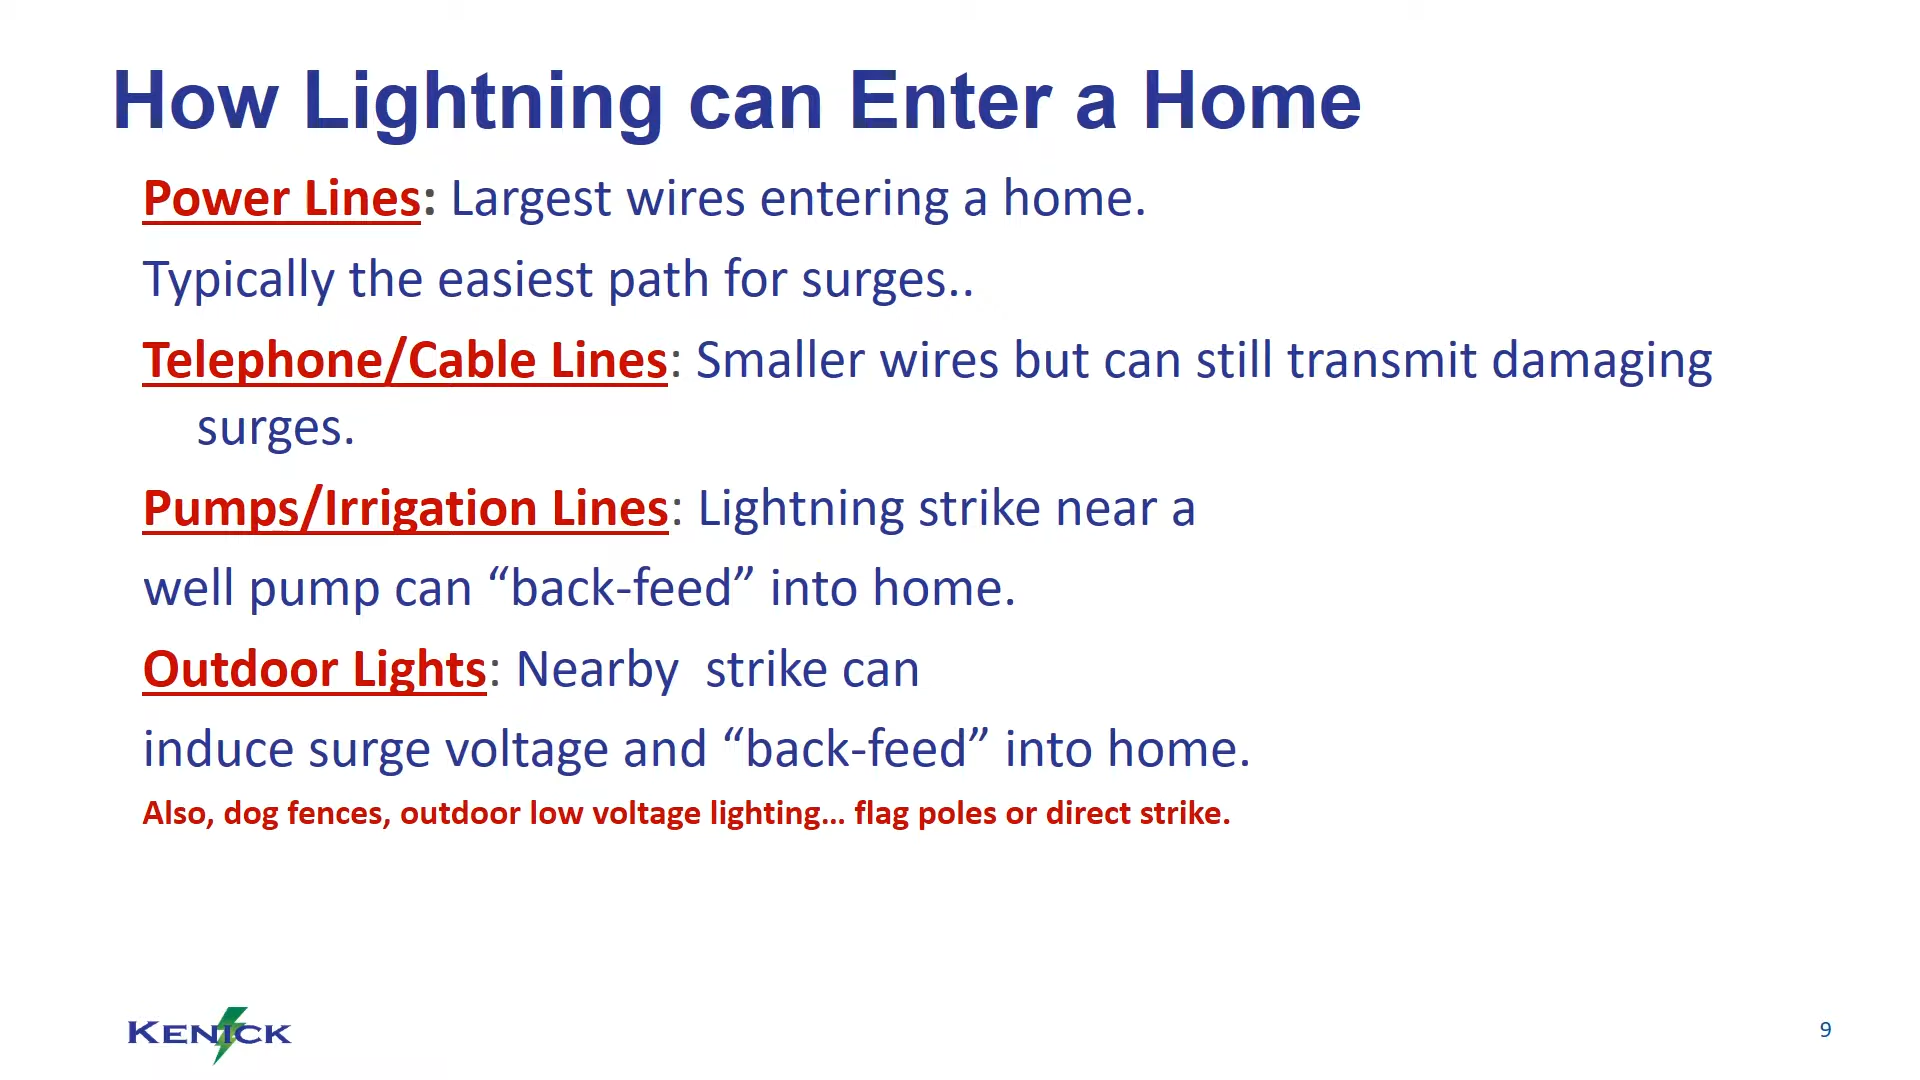 How Lightning can Enter a Home
Power Lines: Largest wires entering a home.
Typically the easiest path for surges..
Telephone/Cable Lines: Smaller wires but can still transmit damaging
surges.
Pumps/Irrigation Lines: Lightning strike near a
well pump can “back-feed” into home.
Outdoor Lights: Nearby  strike can
induce surge voltage and “back-feed” into home.
Also, dog fences, outdoor low voltage lighting… flag poles or direct strike.
KENICK
9